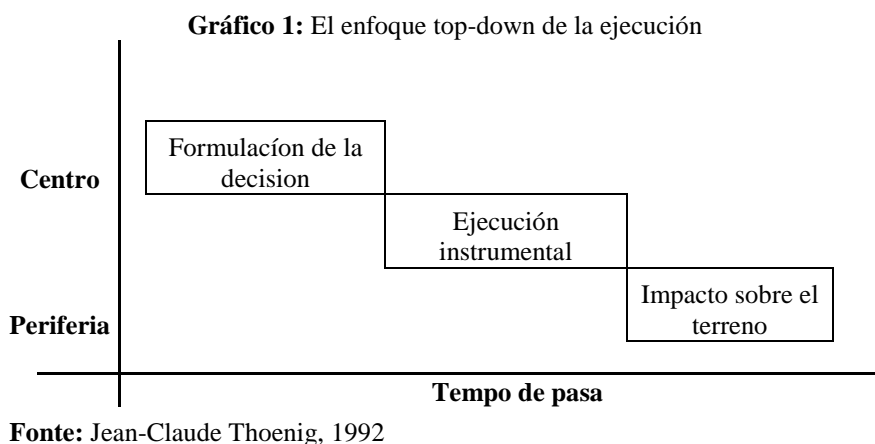 Gráfico 1: El enfoque top-down de la ejecución
Formulacíon de la
decision
Centro
Ejecución
instrumental
Impacto sobre el
terreno
Periferia
Tempo de pasa
Fonte: Jean-Claude Thoenig, 1992